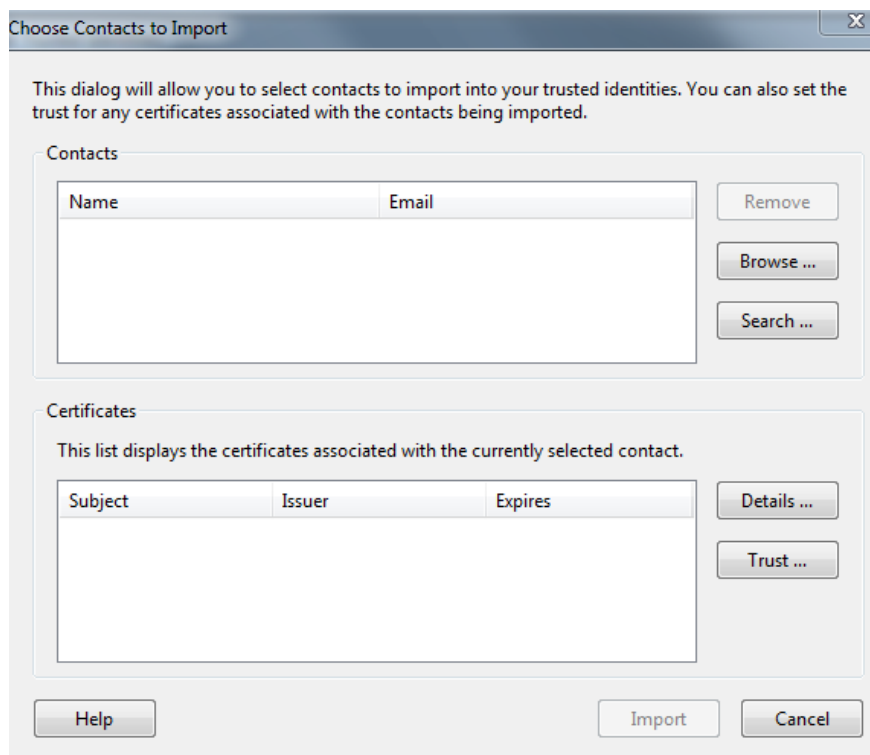 Choose Contacts to Import
This dialog will allow you to select contacts to import into your trusted identities. You can also set the
trust for any certificates associated with the contacts being imported.
Contacts
Name Email
Remove
Browse ...
Search ...
Certificates
This list displays the certificates associated with the currently selected contact.
Subject Issuer Expires
Details ...
Trust ...
Help Import Cancel